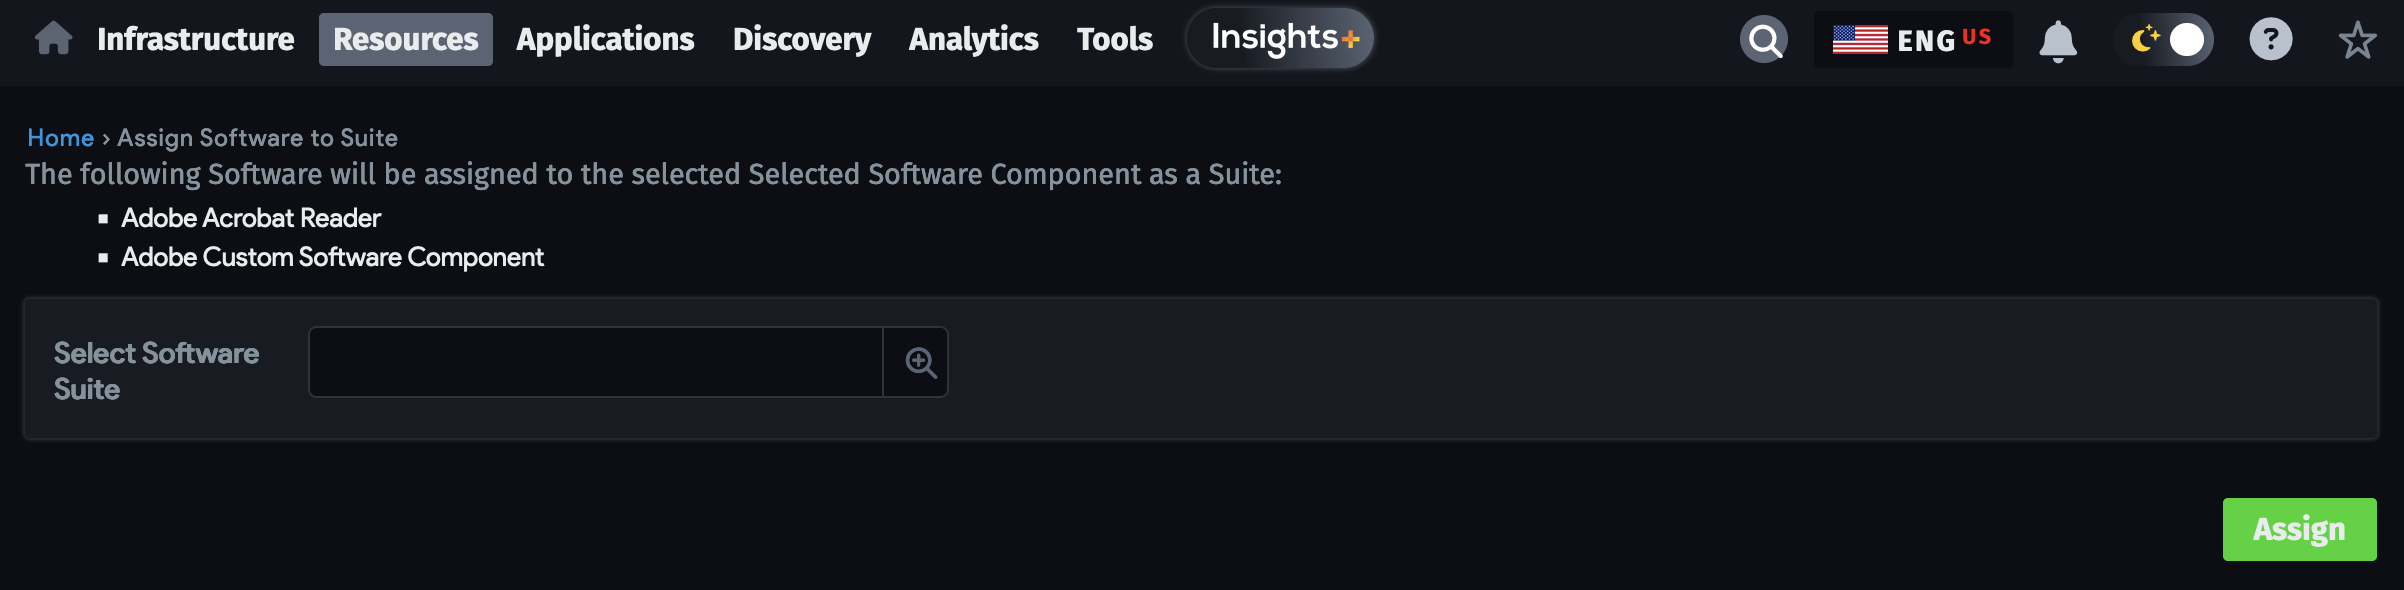 Infrastructure Resources Applications Discovery Analytics Tools Insights+ ENG US ?
Home › Assign Software to Suite
The following Software will be assigned to the selected Selected Software Component as a Suite:
▪ Adobe Acrobat Reader
▪ Adobe Custom Software Component
Select Software
Suite
Assign